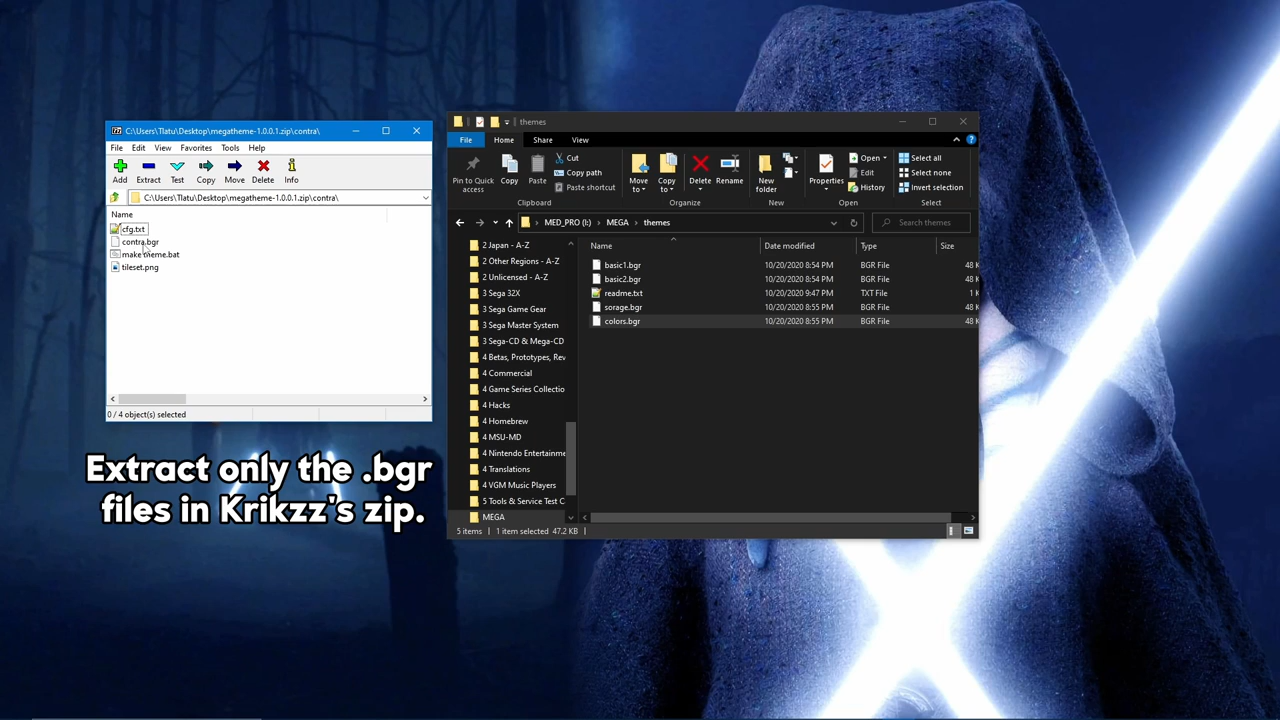 C:\Users\Tlatu\Desktop\megatheme-1.0.0.1.zip\contra\
File Edit View Favorites Tools Help
Add Extract Test Copy Move Delete Info
C:\Users\Tlatu\Desktop\megatheme-1.0.0.1.zip\contra\
Name
cfg.txt
contra.bgr
make theme.bat
tileset.png
0 / 4 object(s) selected
Extract only the .bgr
files in Krikzz's zip.
themes
File Home Share View
Pin to Quick
access
Copy
Paste
Cut
Copy path
Paste shortcut
Clipboard
Move
to
Copy
to
Delete
Rename
Organize
New
folder
New
Properties
Open
Edit
History
Open
Select all
Select none
Invert selection
Select
MED_PRO (I:) MEGA themes
Search themes
2 Japan - A-Z
2 Other Regions - A-Z
2 Unlicensed - A-Z
3 Sega 32X
3 Sega Game Gear
3 Sega Master System
3 Sega-CD & Mega-CD
4 Betas, Prototypes, Rev
4 Commercial
4 Game Series Collectio
4 Hacks
4 Homebrew
4 MSU-MD
4 Nintendo Entertainme
4 Translations
4 VGM Music Players
5 Tools & Service Test C
MEGA
Name Date modified Type Size
basic1.bgr 10/20/2020 8:54 PM BGR File 48 K
basic2.bgr 10/20/2020 8:54 PM BGR File 48 K
readme.txt 10/20/2020 9:47 PM TXT File 1 K
sorage.bgr 10/20/2020 8:55 PM BGR File 48 K
colors.bgr 10/20/2020 8:55 PM BGR File 48 K
5 items 1 item selected 47.2 KB